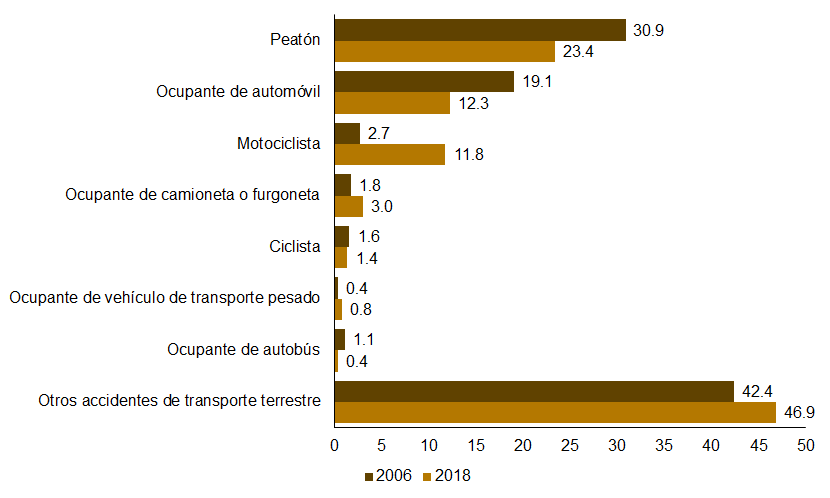 Peatón
30.9
23.4
Ocupante de automóvil
19.1
12.3
Motociclista
2.7
11.8
Ocupante de camioneta o furgoneta
1.8
3.0
Ciclista
1.6
1.4
Ocupante de vehículo de transporte pesado
0.4
0.8
Ocupante de autobús
1.1
0.4
Otros accidentes de transporte terrestre
42.4
46.9
0 5 10 15 20 25 30 35 40 45 50
2006 2018